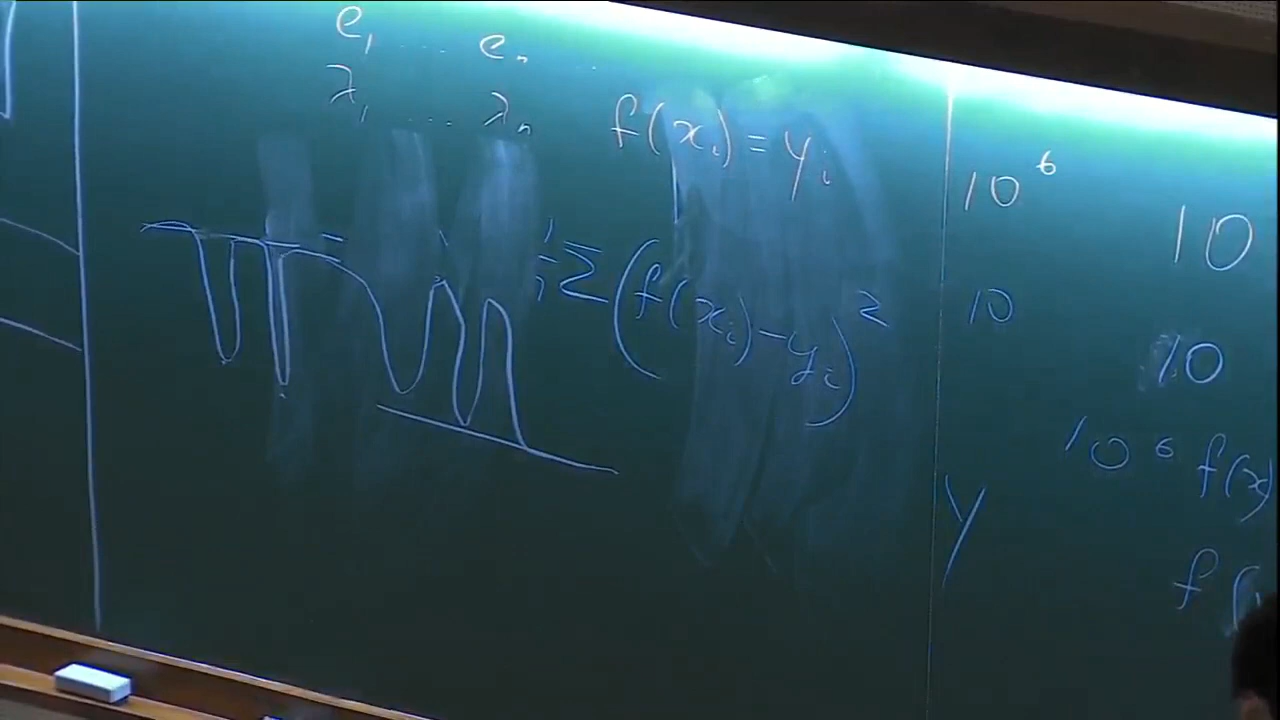 e₁ ... eₙ
λ₁ ... λₙ
f(xᵢ) = yᵢ
Σ(f(xᵢ)-yᵢ)²
10⁶
10
y
10
10
10⁶ f(x)
f(